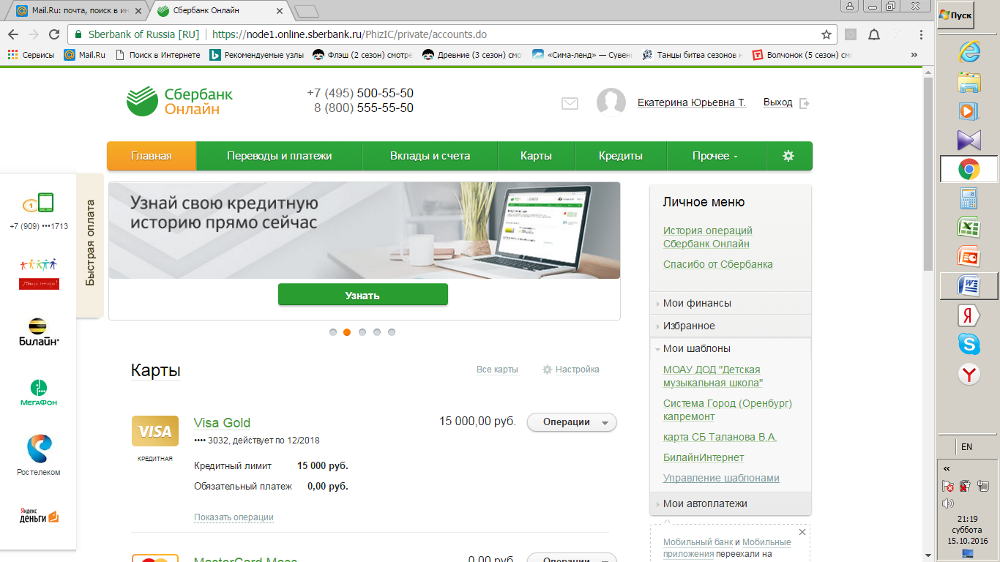 Mail.Ru: почта, поиск в ин
Сбербанк Онлайн
Sberbank of Russia [RU]
https://node1.online.sberbank.ru/PhizIC/private/accounts.do
Сервисы
Mail.Ru
Поиск в Интернете
Рекомендуемые узлы
Флэш (2 сезон) смотре
Древние (3 сезон) смо
«Сима-ленд» — Сувен
Танцы битва сезонов н
Волчонок (5 сезон) смо
»
Сбербанк
Онлайн
+7 (495) 500-55-50
8 (800) 555-55-50
Екатерина Юрьевна Т.
Выход
Главная
Переводы и платежи
Вклады и счета
Карты
Кредиты
Прочее
1
+7 (909) •••1713
Билайн
МегаФон
Ростелеком
Яндекс
деньги
Быстрая оплата
Узнай свою кредитную
историю прямо сейчас
Узнать
Карты
Все карты
Настройка
VISA
КРЕДИТНАЯ
Visa Gold
•••• 3032, действует по 12/2018
15 000,00 руб.
Операции
Кредитный лимит 15 000 руб.
Обязательный платеж 0,00 руб.
Показать операции
MasterCard Mass
0,00 руб.
Операции
Личное меню
История операций
Сбербанк Онлайн
Спасибо от Сбербанка
Мои финансы
Избранное
Мои шаблоны
МОАУ ДОД "Детская
музыкальная школа"
Система Город (Оренбург)
капремонт
карта СБ Таланова В.А.
БилайнИнтернет
Управление шаблонами
Мои автоплатежи
Мобильный банк и Мобильные
приложения переехали на
Пуск
EN
«
21:19
суббота
15.10.2016